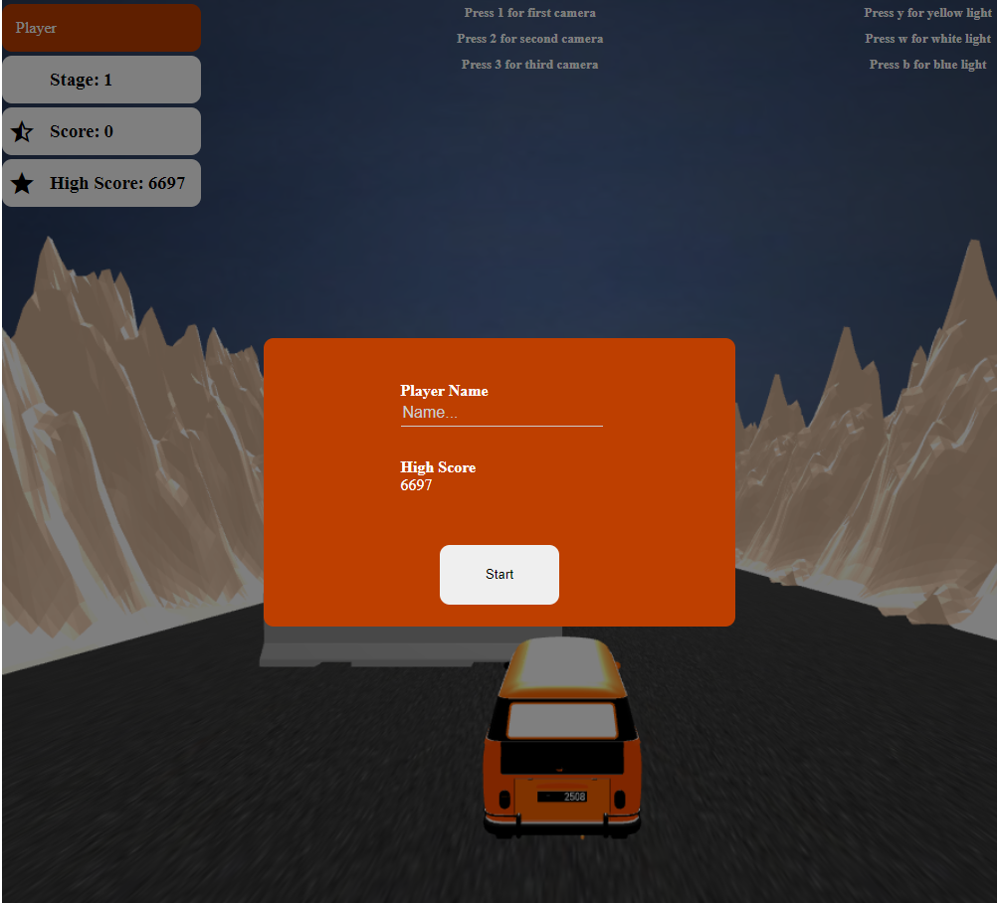 Player
Stage: 1
Score: 0
High Score: 6697
Press 1 for first camera
Press 2 for second camera
Press 3 for third camera
Press y for yellow light
Press w for white light
Press b for blue light
Player Name
Name...
High Score
6697
Start
2508